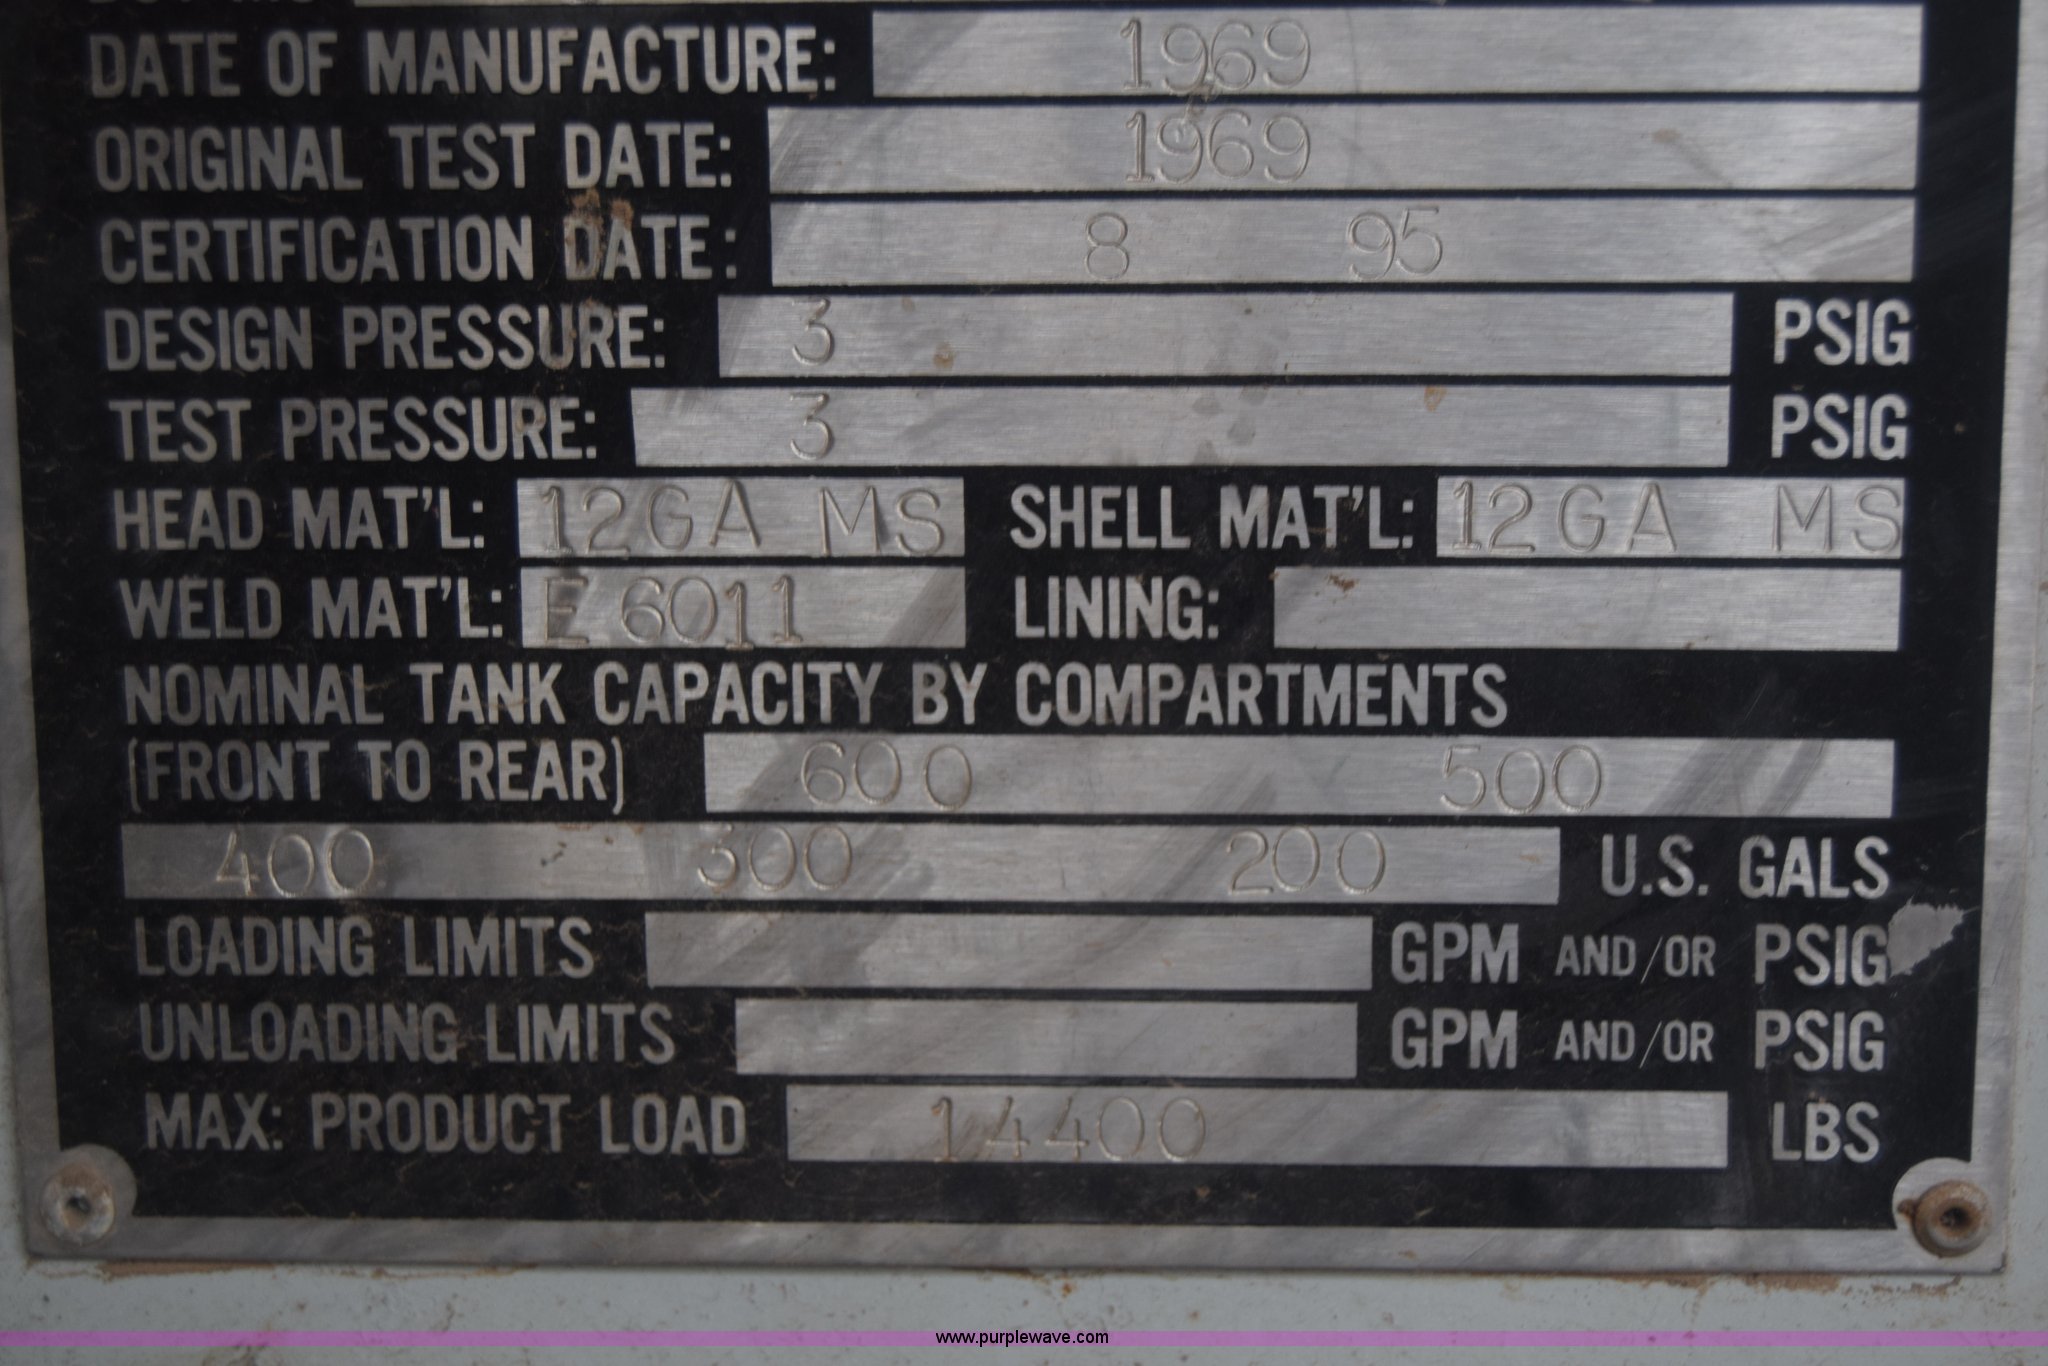 DATE OF MANUFACTURE: 1969
ORIGINAL TEST DATE: 1969
CERTIFICATION DATE: 8 95
DESIGN PRESSURE: 3 PSIG
TEST PRESSURE: 3 PSIG
HEAD MAT'L: 12GA MS SHELL MAT'L: 12GA MS
WELD MAT'L: E 6011 LINING:
NOMINAL TANK CAPACITY BY COMPARTMENTS
(FRONT TO REAR) 600 500
400 300 200 U.S. GALS
LOADING LIMITS GPM AND/OR PSIG
UNLOADING LIMITS GPM AND/OR PSIG
MAX: PRODUCT LOAD 14400 LBS
www.purplewave.com